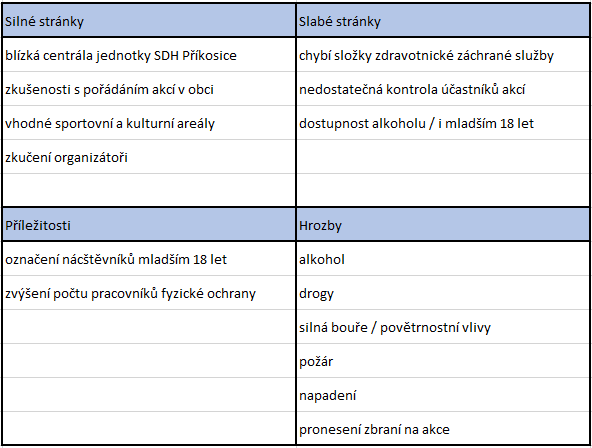 Silné stránky
Slabé stránky
blízká centrála jednotky SDH Příkosice
chybí složky zdravotnické záchrané služby
zkušenosti s pořádáním akcí v obci
nedostatečná kontrola účastníků akcí
vhodné sportovní a kulturní areály
dostupnost alkoholu / i mladším 18 let
zkučení organizátoři
Příležitosti
Hrozby
označení nácštěvníků mladším 18 let
alkohol
zvýšení počtu pracovníků fyzické ochrany
drogy
silná bouře / povětrnostní vlivy
požár
napadení
pronesení zbraní na akce